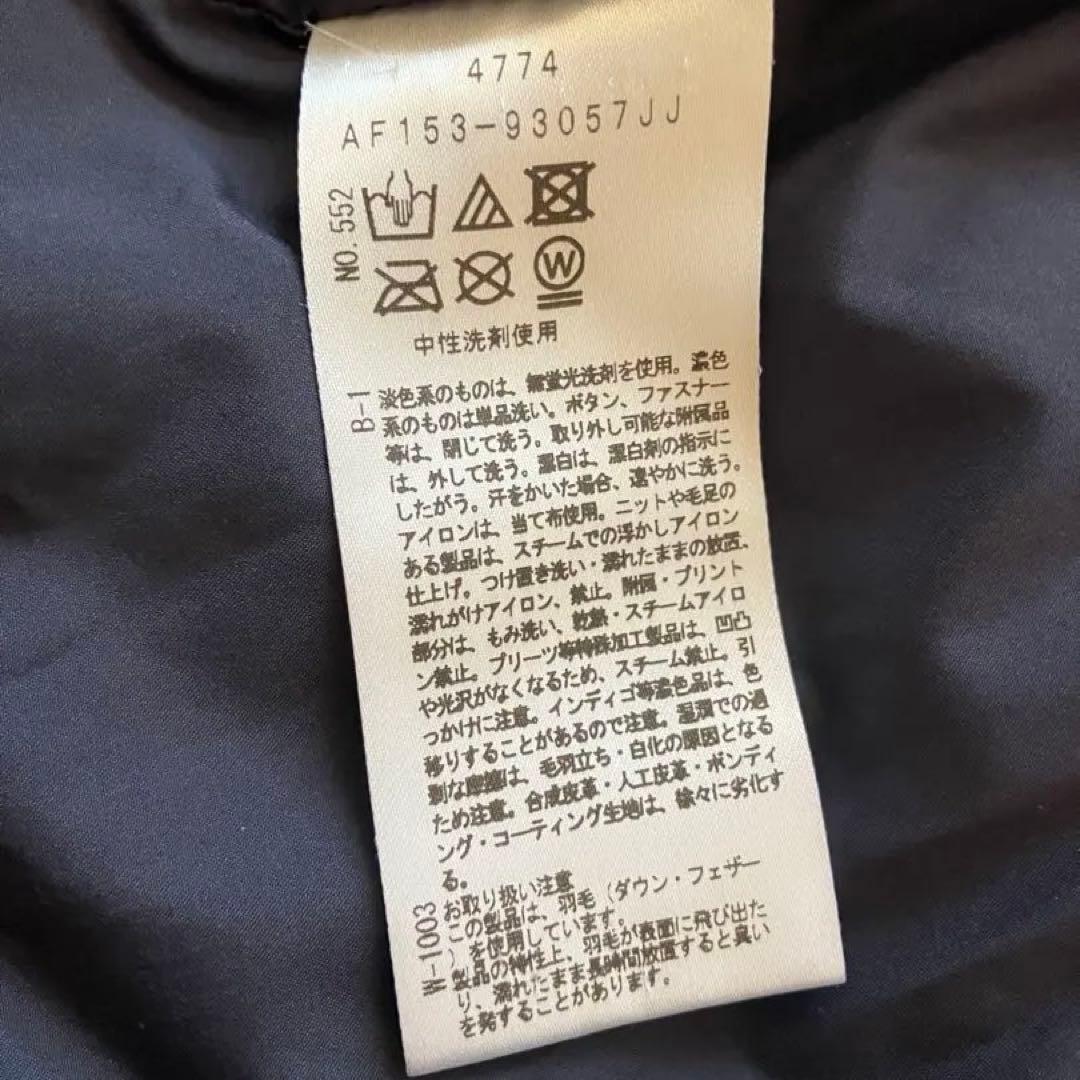 4774
AF153-93057JJ
NO.552
W
中性洗剤使用
B-1
淡色系のものは、無蛍光洗剤を使用。濃色
系のものは単品洗い。ボタン、ファスナー
等は、閉じて洗う。取り外し可能な附属品
は、外して洗う。漂白は、漂白剤の指示に
したがう。汗をかいた場合、速やかに洗う。
アイロンは、当て布使用。ニットや毛足の
ある製品は、スチームでの浮かしアイロン
仕上げ。つけ置き洗い・濡れたままの放置、
濡れがけアイロン、禁止。附属・プリント
部分は、もみ洗い、乾熱・スチームアイロ
ン禁止。プリーツ等特殊加工製品は、凹凸
や光沢がなくなるため、スチーム禁止。引
っかけに注意。インディゴ等濃色品は、色
移りすることがあるので注意。湿潤での過
剰な摩擦は、毛羽立ち・白化の原因となる
ため注意。合成皮革・人工皮革・ボンディ
ング・コーティング生地は、徐々に劣化す
る。
W-1003
お取り扱い注意
この製品は、羽毛（ダウン・フェザー
）を使用しています。
製品の特性上、羽毛が表面に飛び出た
り、濡れたまま長時間放置すると臭い
を発することがあります。